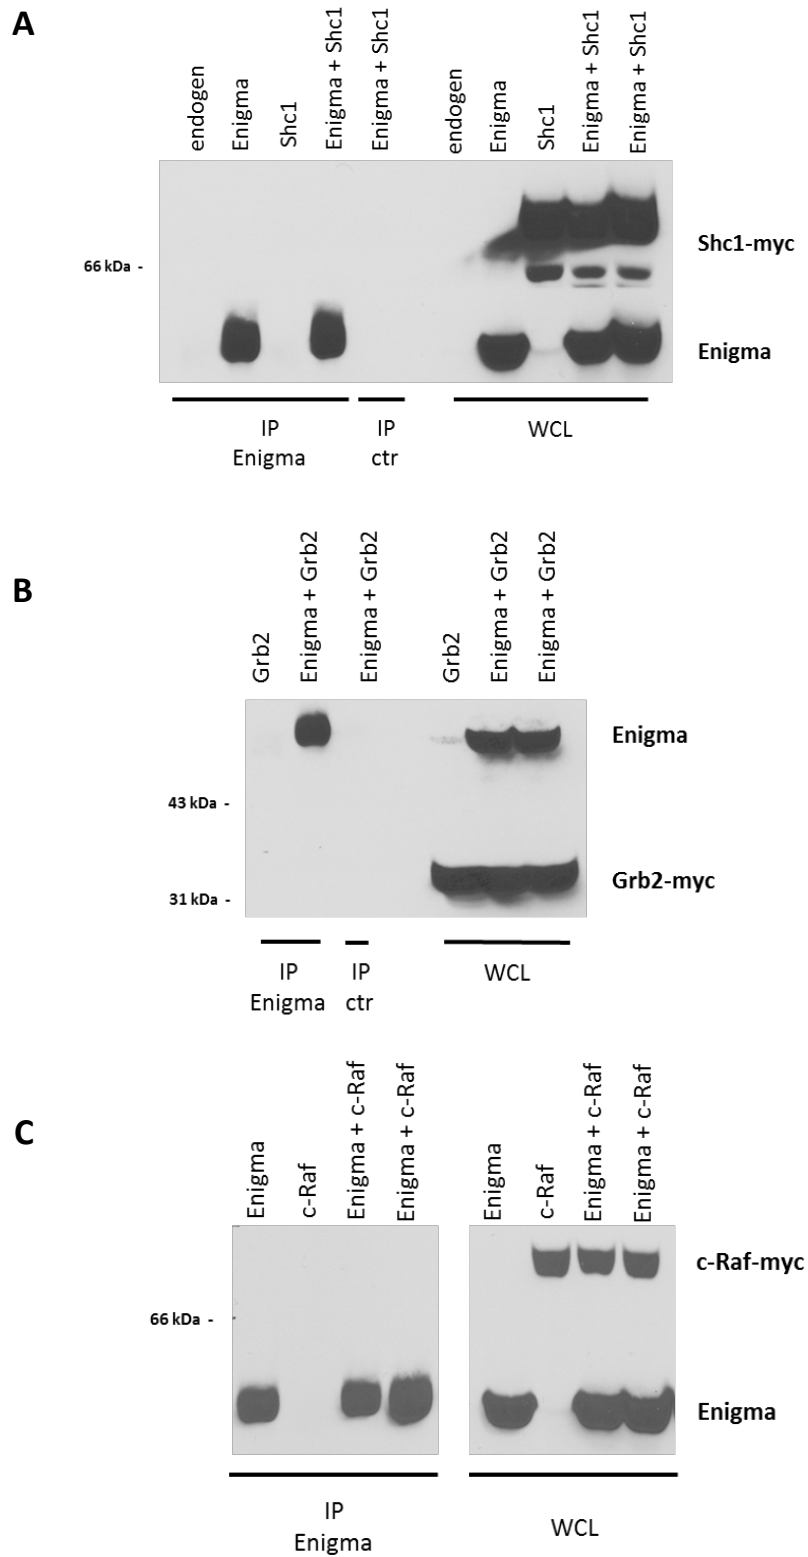 A
endogen
Enigma
Shc1
Enigma + Shc1
Enigma + Shc1
endogen
Enigma
Shc1
Enigma + Shc1
Enigma + Shc1
66 kDa -
Shc1-myc
Enigma
IP
Enigma
IP
ctr
WCL
B
Grb2
Enigma + Grb2
Enigma + Grb2
Grb2
Enigma + Grb2
Enigma + Grb2
Enigma
43 kDa -
Grb2-myc
31 kDa -
IP
Enigma
IP
ctr
WCL
C
Enigma
c-Raf
Enigma + c-Raf
Enigma + c-Raf
Enigma
c-Raf
Enigma + c-Raf
Enigma + c-Raf
c-Raf-myc
66 kDa -
Enigma
IP
Enigma
WCL